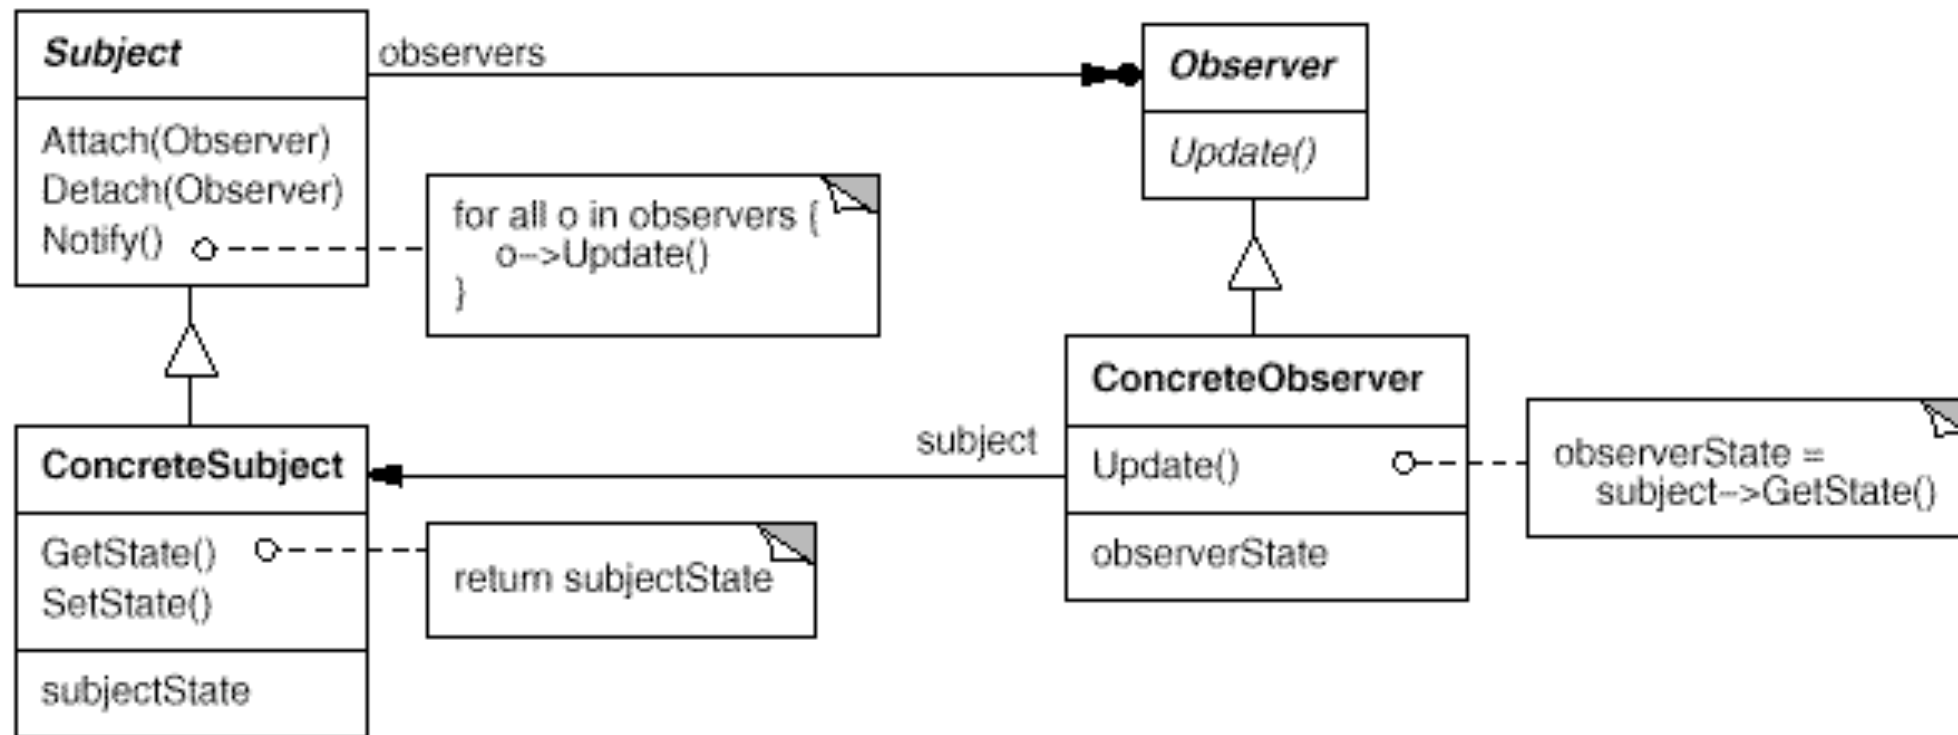 Subject
Attach(Observer)
Detach(Observer)
Notify()
observers
for all o in observers {
o-->Update()
}
Observer
Update()
ConcreteSubject
GetState()
SetState()
subjectState
return subjectState
subject
ConcreteObserver
Update()
observerState
observerState =
subject-->GetState()